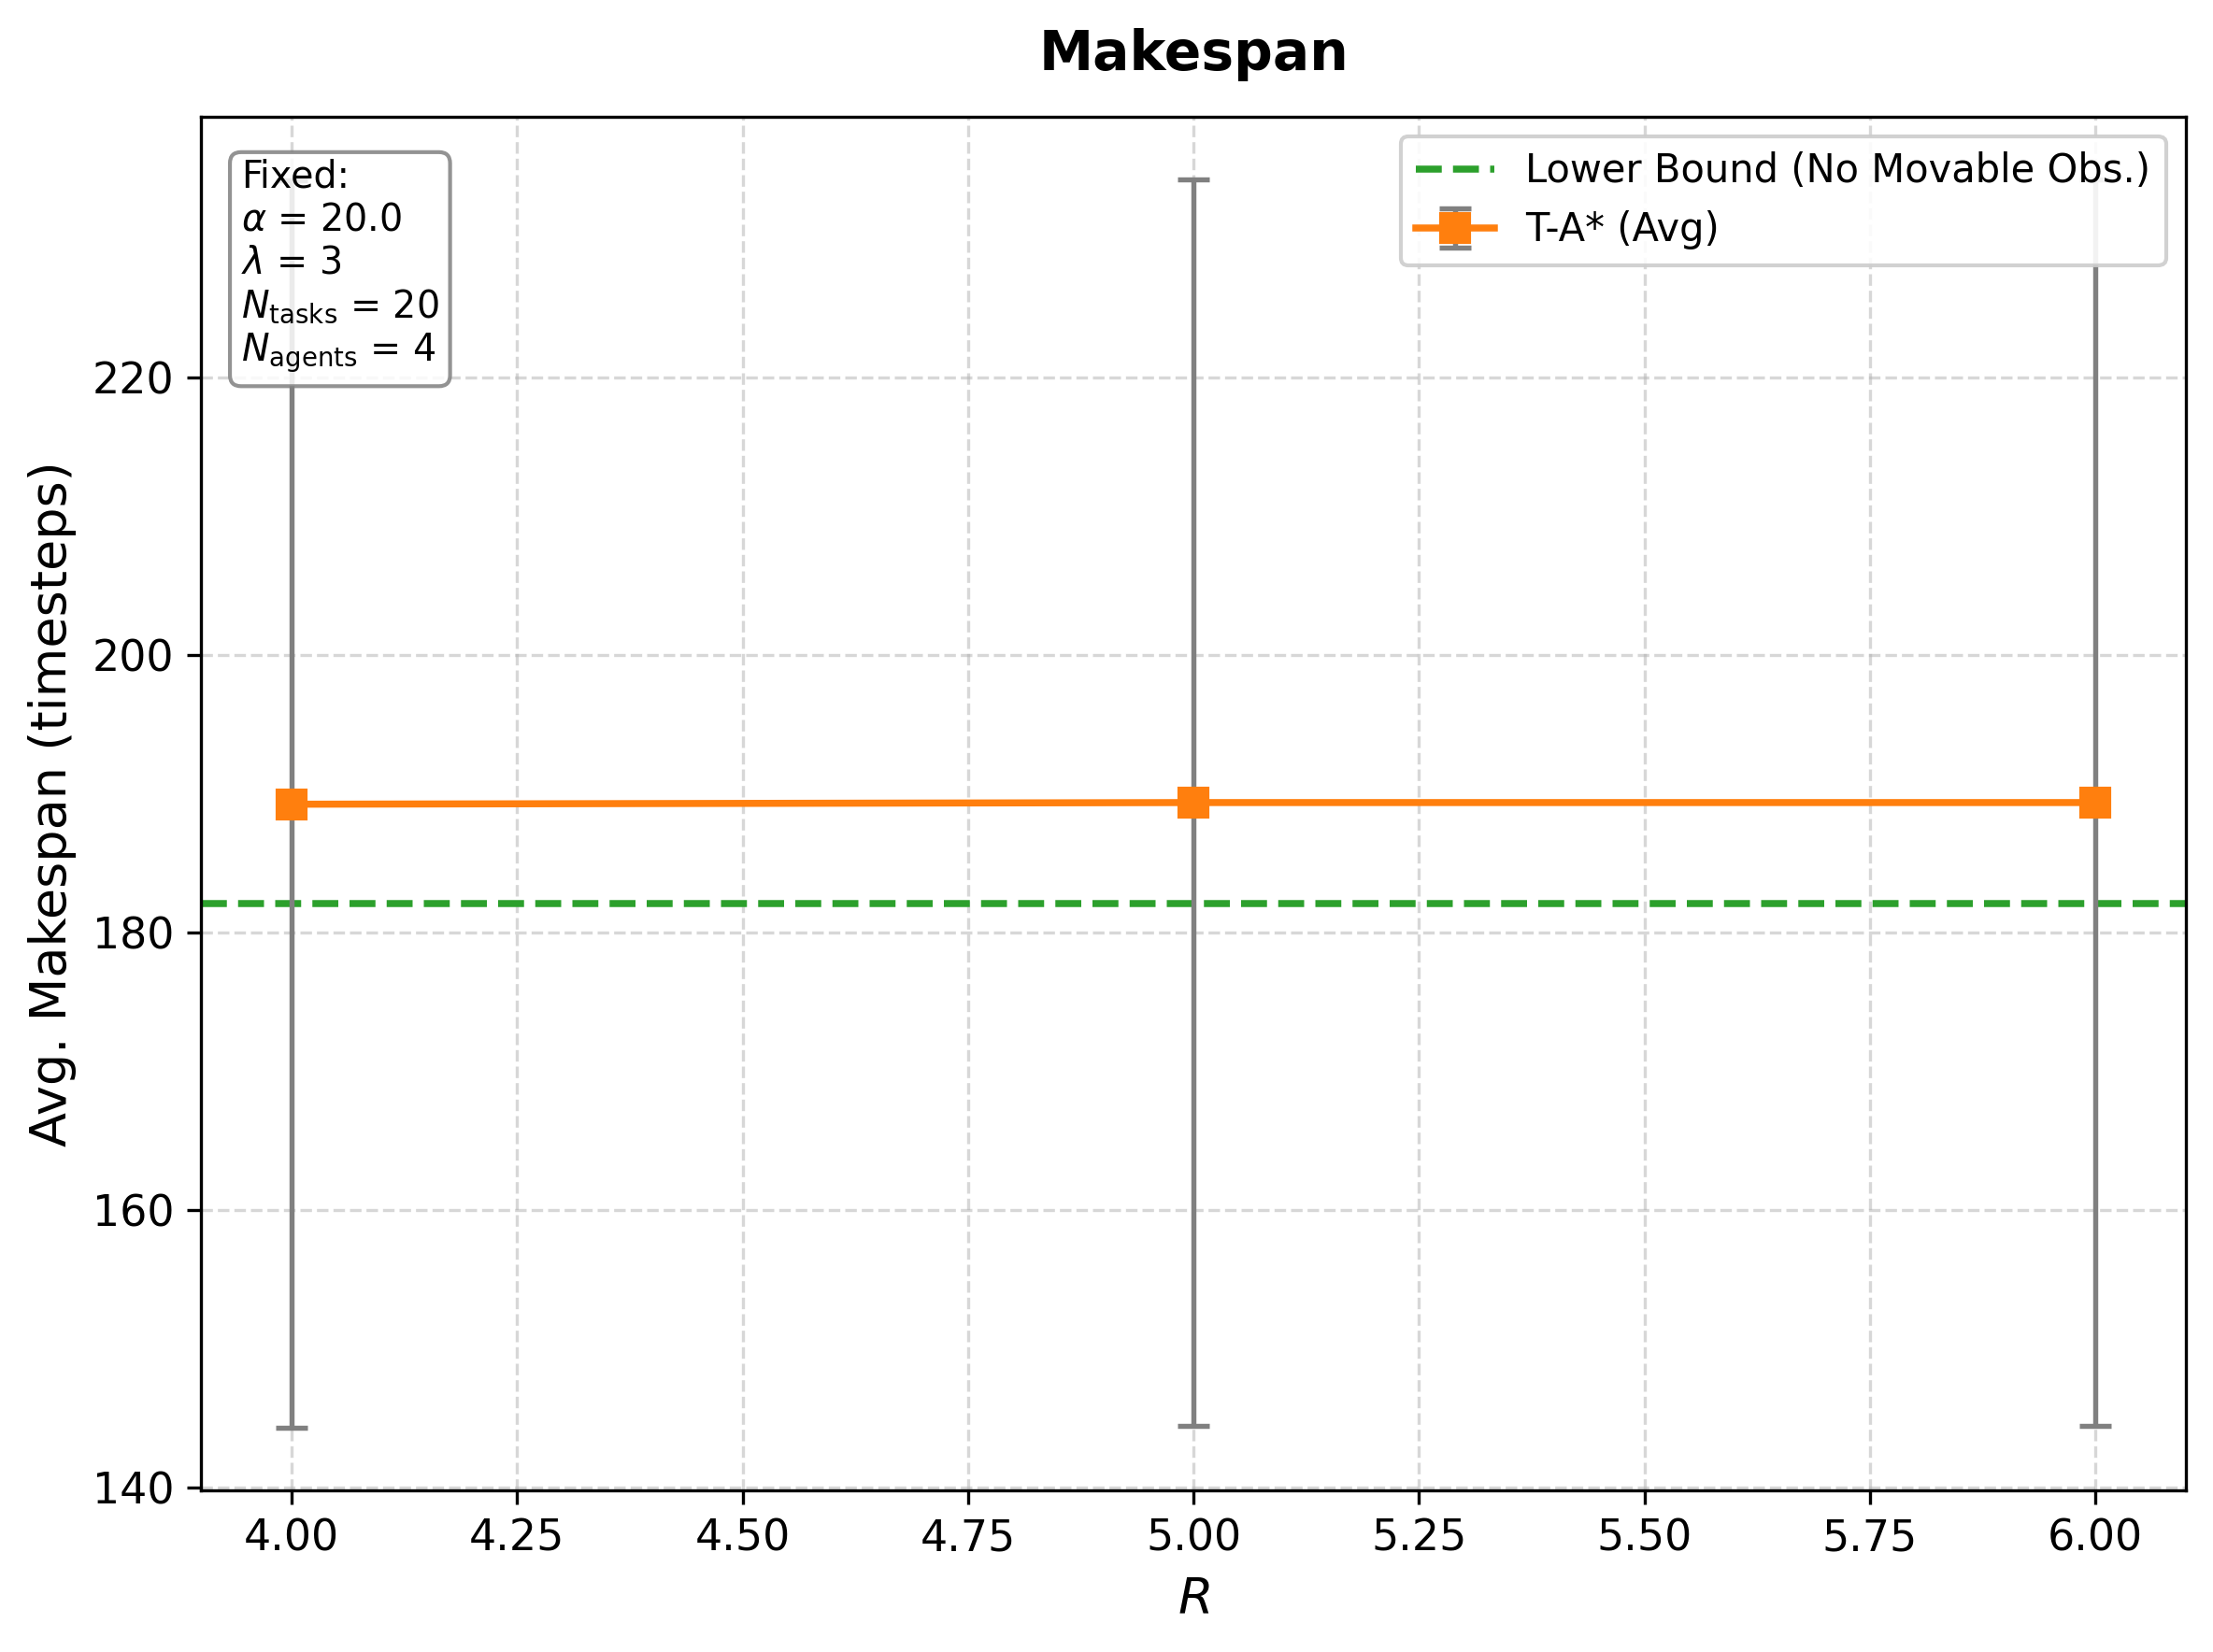 Makespan
Fixed:
α = 20.0
λ = 3
N_tasks = 20
N_agents = 4
Lower Bound (No Movable Obs.)
T-A* (Avg)
Avg. Makespan (timesteps)
220
200
180
160
140
4.00 4.25 4.50 4.75 5.00 5.25 5.50 5.75 6.00
R